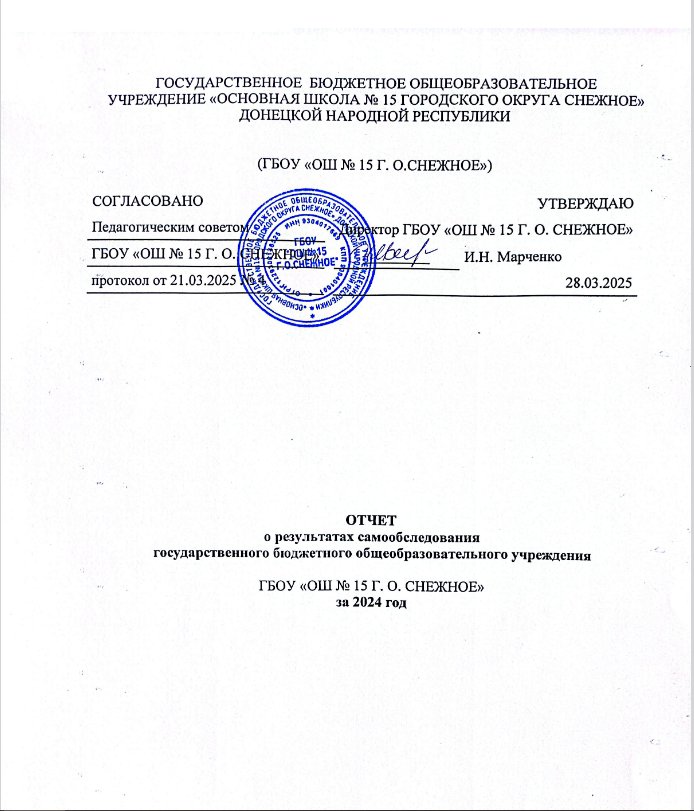 ГОСУДАРСТВЕННОЕ БЮДЖЕТНОЕ ОБЩЕОБРАЗОВАТЕЛЬНОЕ
УЧРЕЖДЕНИЕ «ОСНОВНАЯ ШКОЛА № 15 ГОРОДСКОГО ОКРУГА СНЕЖНОЕ»
ДОНЕЦКОЙ НАРОДНОЙ РЕСПУБЛИКИ
(ГБОУ «ОШ № 15 Г. О.СНЕЖНОЕ»)
СОГЛАСОВАНО
Педагогическим советом
ГБОУ «ОШ № 15 Г. О. СНЕЖНОЕ»
протокол от 21.03.2025 №
УТВЕРЖДАЮ
Директор ГБОУ «ОШ № 15 Г. О. СНЕЖНОЕ»
И.Н. Марченко
28.03.2025
ГБОУ
Г.О.СНЕЖНОЕ"
ОТЧЕТ
о результатах самообследования
государственного бюджетного общеобразовательного учреждения
ГБОУ «ОШ № 15 Г. О. СНЕЖНОЕ»
за 2024 год